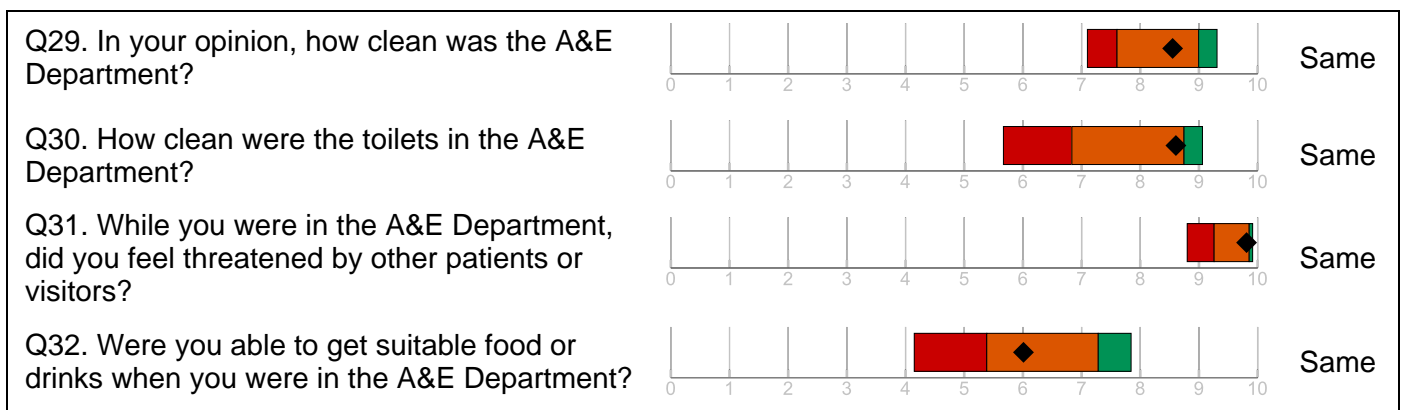 Q29. In your opinion, how clean was the A&E
Department?
Same
0 1 2 3 4 5 6 7 8 9 10
Q30. How clean were the toilets in the A&E
Department?
Same
0 1 2 3 4 5 6 7 8 9 10
Q31. While you were in the A&E Department,
did you feel threatened by other patients or
visitors?
Same
0 1 2 3 4 5 6 7 8 9 10
Q32. Were you able to get suitable food or
drinks when you were in the A&E Department?
Same
0 1 2 3 4 5 6 7 8 9 10